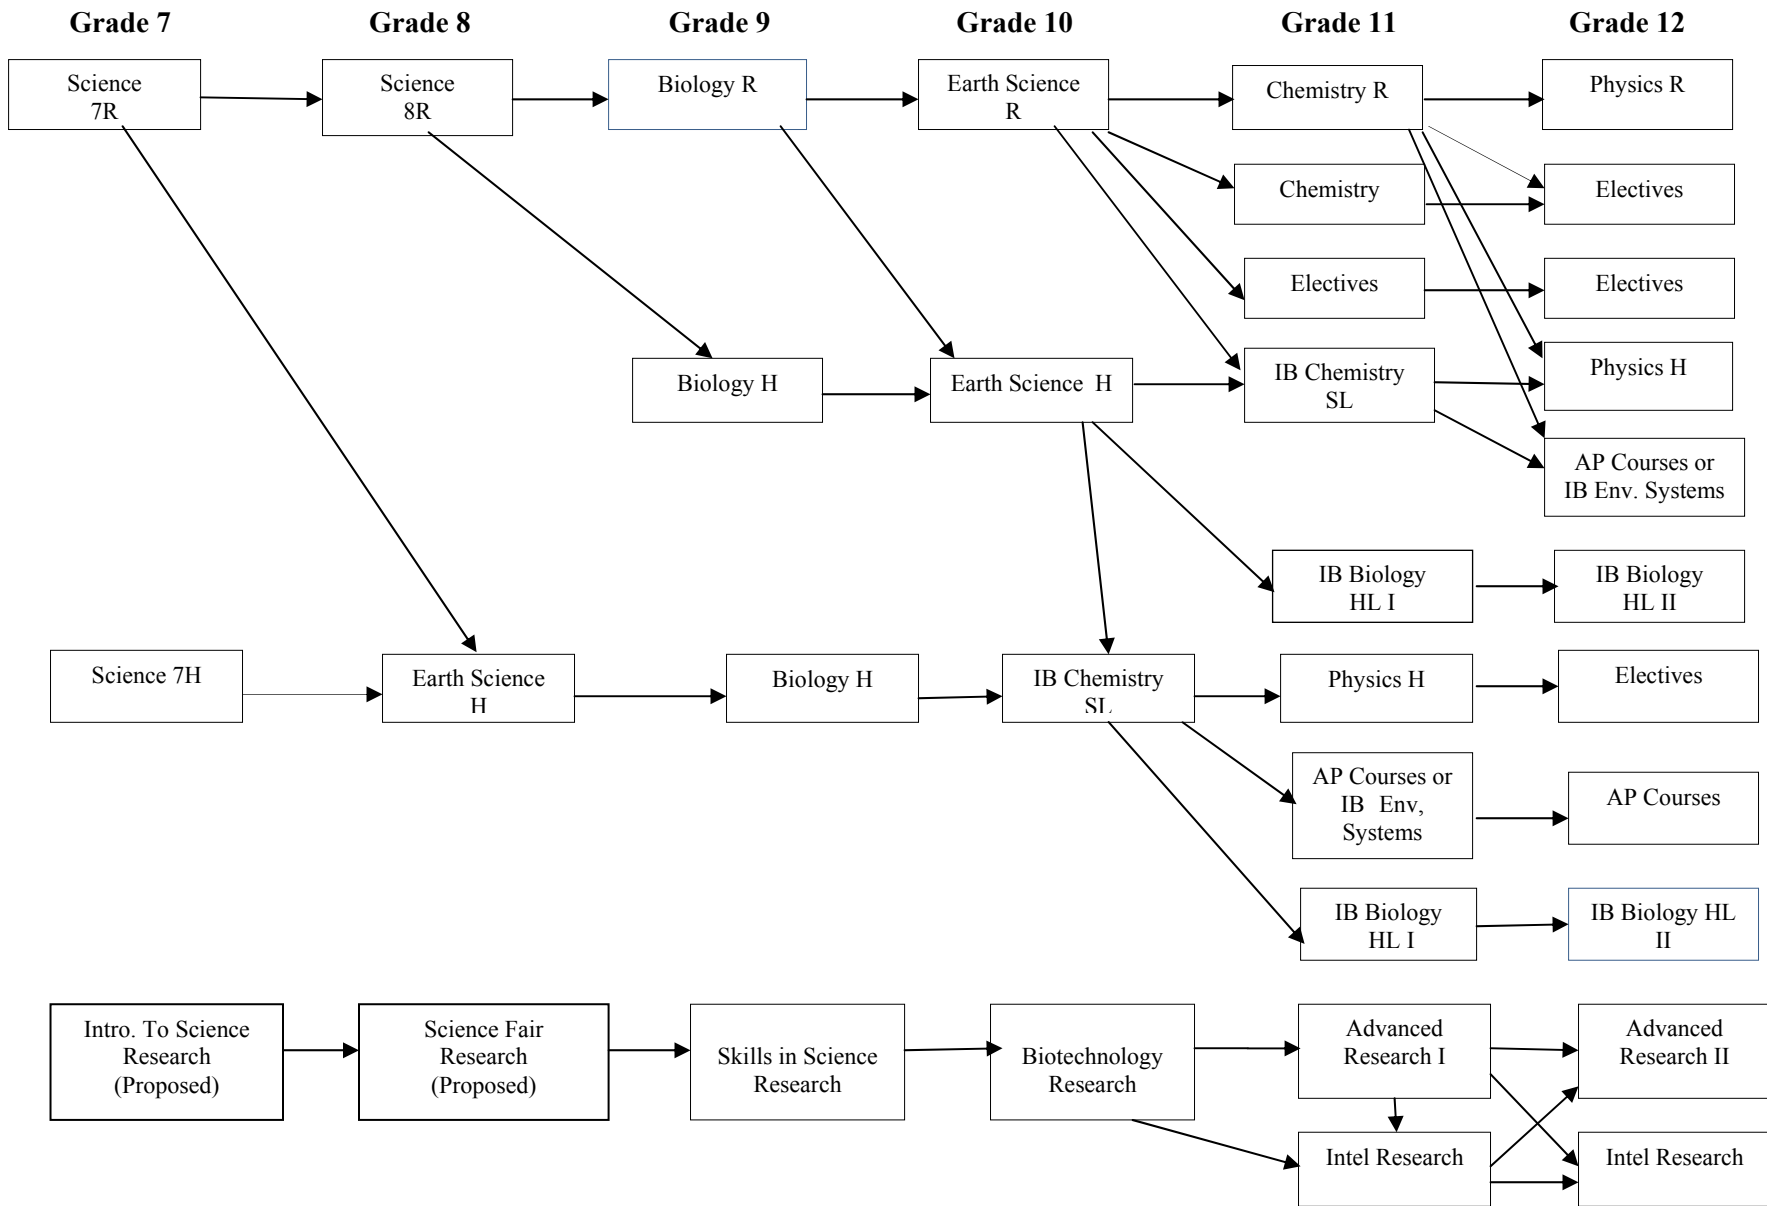 Grade 7
Grade 8
Grade 9
Grade 10
Grade 11
Grade 12
Science
7R
Science
8R
Biology R
Earth Science
R
Chemistry R
Physics R
Chemistry
Electives
Electives
Electives
Biology H
Earth Science H
IB Chemistry
SL
Physics H
AP Courses or
IB Env. Systems
IB Biology
HL I
IB Biology
HL II
Science 7H
Earth Science
H
Biology H
IB Chemistry
SL
Physics H
Electives
AP Courses or
IB Env,
Systems
AP Courses
IB Biology
HL I
IB Biology HL
II
Intro. To Science
Research
(Proposed)
Science Fair
Research
(Proposed)
Skills in Science
Research
Biotechnology
Research
Advanced
Research I
Advanced
Research II
Intel Research
Intel Research